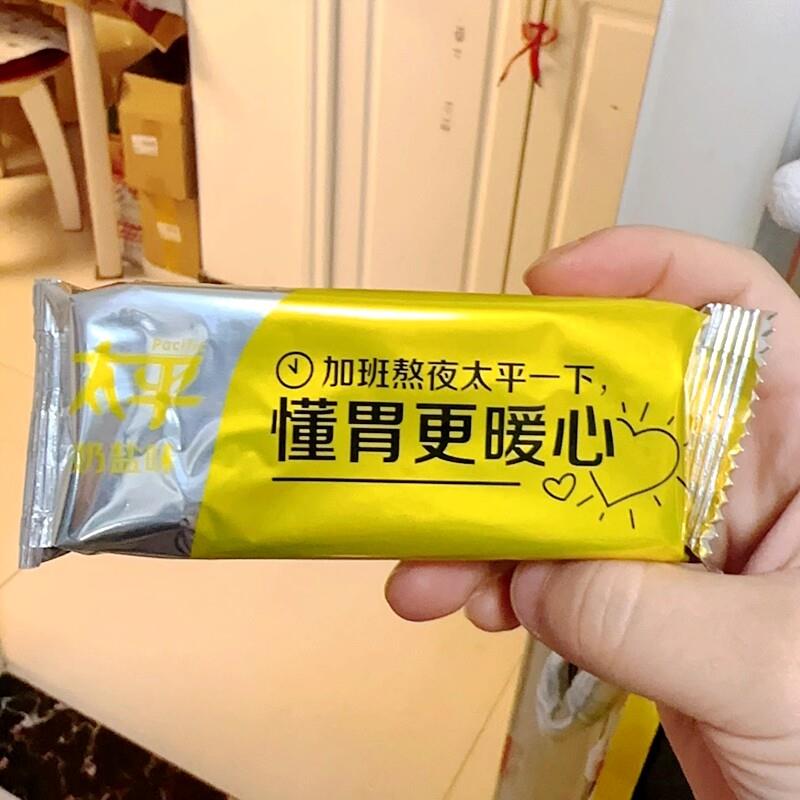 Pacific
太平
奶盐味
加班熬夜太平一下，
懂胃更暖心